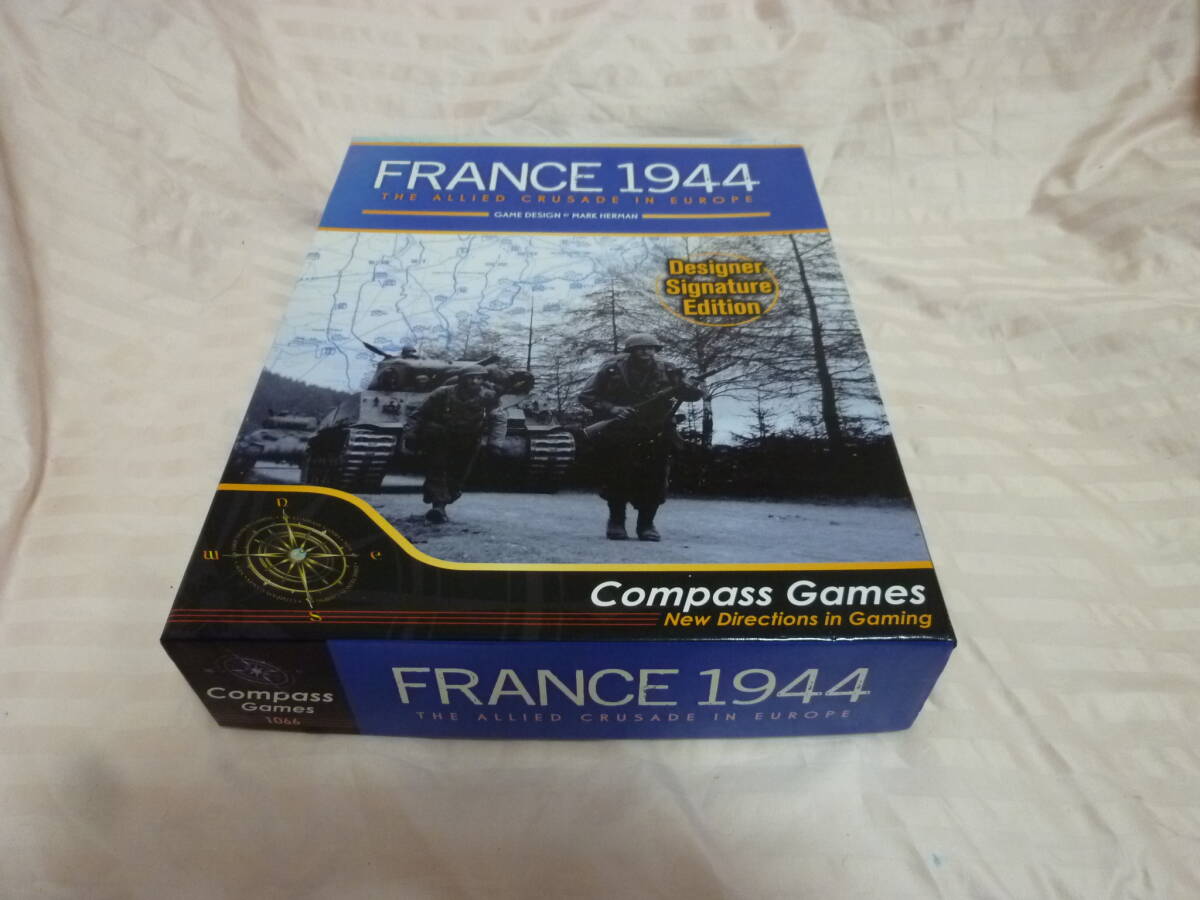 FRANCE 1944
THE ALLIED CRUSADE IN EUROPE
GAME DESIGN BY MARK HERMAN
Designer
Signature
Edition
N
W
E
S
Compass Games
New Directions in Gaming
Compass
Games
1066
FRANCE 1944
THE ALLIED CRUSADE IN EUROPE